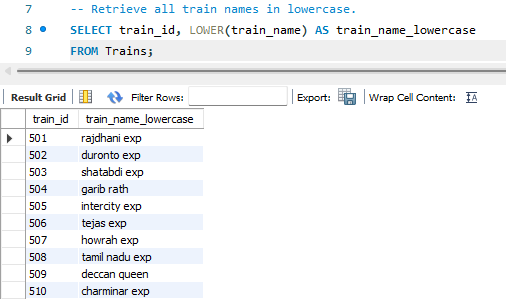 7 -- Retrieve all train names in lowercase.
8 SELECT train_id, LOWER(train_name) AS train_name_lowercase
9 FROM Trains;
Result Grid Filter Rows: Export: Wrap Cell Content:
train_id train_name_lowercase
501 rajdhani exp
502 duronto exp
503 shatabdi exp
504 garib rath
505 intercity exp
506 tejas exp
507 howrah exp
508 tamil nadu exp
509 deccan queen
510 charminar exp